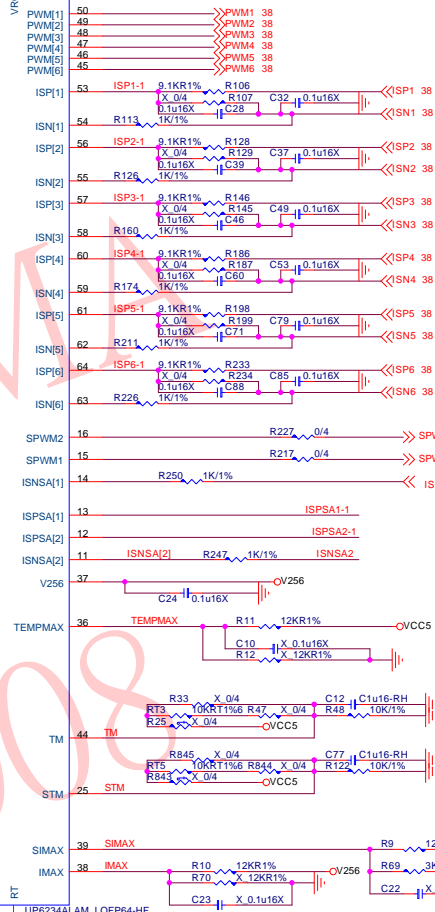 VR
PWM[1] 50 PWM1 38
PWM[2] 49 PWM2 38
PWM[3] 48 PWM3 38
PWM[4] 47 PWM4 38
PWM[5] 46 PWM5 38
PWM[6] 45 PWM6 38
ISP[1] 53 ISP1-1 9.1KR1% R106 ISP1 38
X_0/4 R107 C32 0.1u16X
0.1u16X C28 ISN1 38
ISN[1] 54 R113 1K/1%
ISP[2] 56 ISP2-1 9.1KR1% R128 ISP2 38
X_0/4 R129 C37 0.1u16X
0.1u16X C39 ISN2 38
ISN[2] 55 R126 1K/1%
ISP[3] 57 ISP3-1 9.1KR1% R146 ISP3 38
X_0/4 R145 C49 0.1u16X
0.1u16X C46 ISN3 38
ISN[3] 58 R160 1K/1%
ISP[4] 60 ISP4-1 9.1KR1% R186 ISP4 38
X_0/4 R187 C53 0.1u16X
0.1u16X C60 ISN4 38
ISN[4] 59 R174 1K/1%
ISP[5] 61 ISP5-1 9.1KR1% R198 ISP5 38
X_0/4 R199 C79 0.1u16X
0.1u16X C71 ISN5 38
ISN[5] 62 R211 1K/1%
ISP[6] 64 ISP6-1 9.1KR1% R233 ISP6 38
X_0/4 R234 C85 0.1u16X
0.1u16X C88 ISN6 38
ISN[6] 63 R226 1K/1%
SPWM2 16 R227 0/4 SPW
SPWM1 15 R217 0/4 SPW
ISNSA[1] 14 R250 1K/1% IS
ISPSA[1] 13 ISPSA1-1
ISPSA[2] 12 ISPSA2-1
ISNSA[2] 11 ISNSA[2] R247 1K/1% ISNSA2
V256 37 V256
C24 0.1u16X
TEMPMAX 36 TEMPMAX R11 12KR1% VCC5
C10 X_0.1u16X
R12 X_12KR1%
R33 X_0/4 C12 C1u16-RH
RT3 10KRT1%6 R47 X_0/4 R48 10K/1%
R25 X_0/4 VCC5
TM 44 TM
R845 X_0/4 C77 C1u16-RH
RT5 10KRT1%6 R844 X_0/4 R122 10K/1%
R843 X_0/4 VCC5
STM 25 STM
SIMAX 39 SIMAX R9 12
IMAX 38 IMAX R10 12KR1% V256 R69 3K
R70 X_12KR1%
C23 X_0.1u16X C22 X
RT
UP6234ALAM_LQFP64-HF